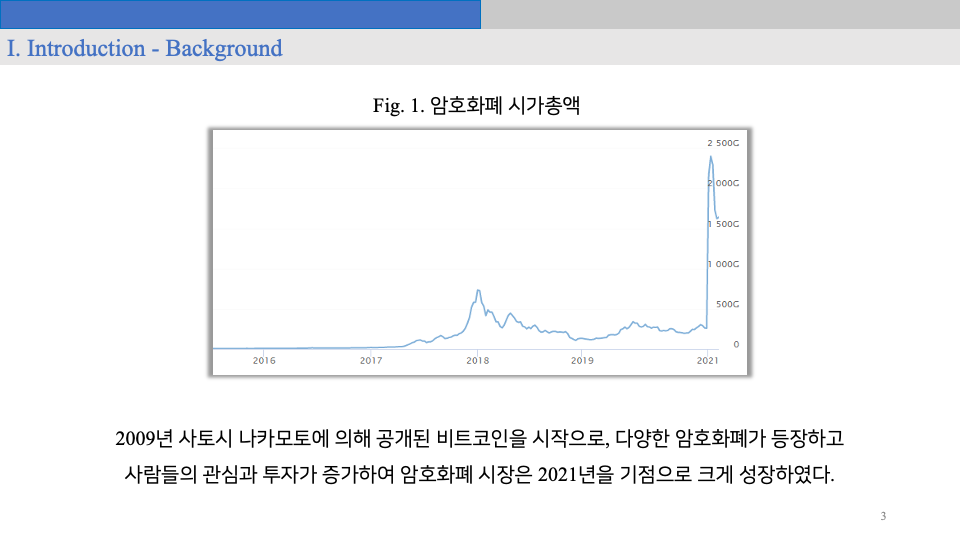 I. Introduction - Background
Fig. 1. 암호화폐 시가총액
2 500G
2 000G
1 500G
1 000G
500G
0
2016 2017 2018 2019 2021
2009년 사토시 나카모토에 의해 공개된 비트코인을 시작으로, 다양한 암호화폐가 등장하고
사람들의 관심과 투자가 증가하여 암호화폐 시장은 2021년을 기점으로 크게 성장하였다.
3